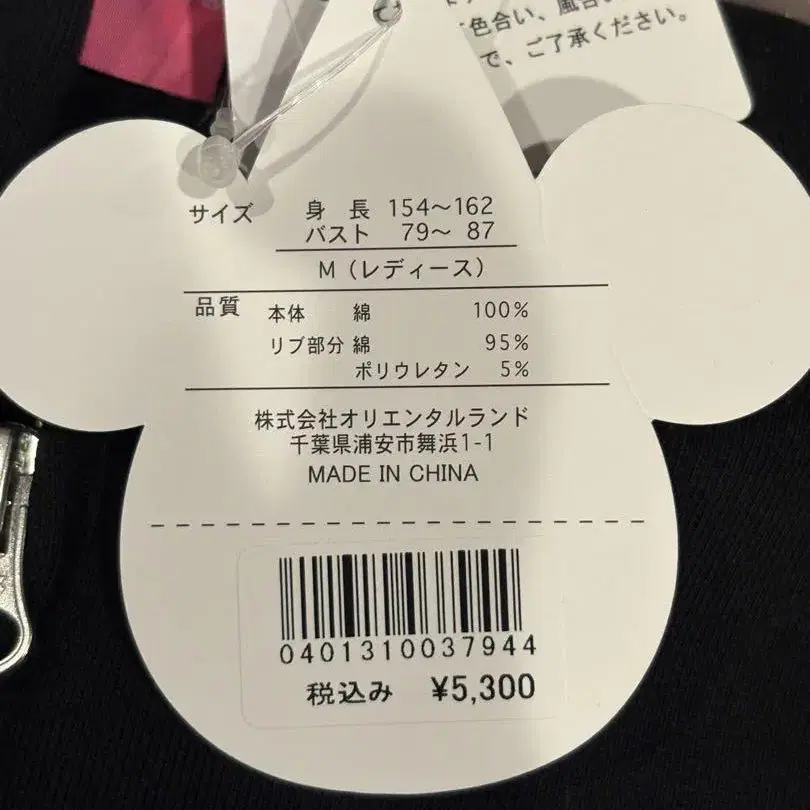 色合い、風合い
で、ご了承ください。
サイズ 身 長 154〜162
バスト 79〜 87
M（レディース）
品質 本体 綿 100%
リブ部分 綿 95%
ポリウレタン 5%
株式会社オリエンタルランド
千葉県浦安市舞浜1-1
MADE IN CHINA
0401310037944
税込み ¥5,300